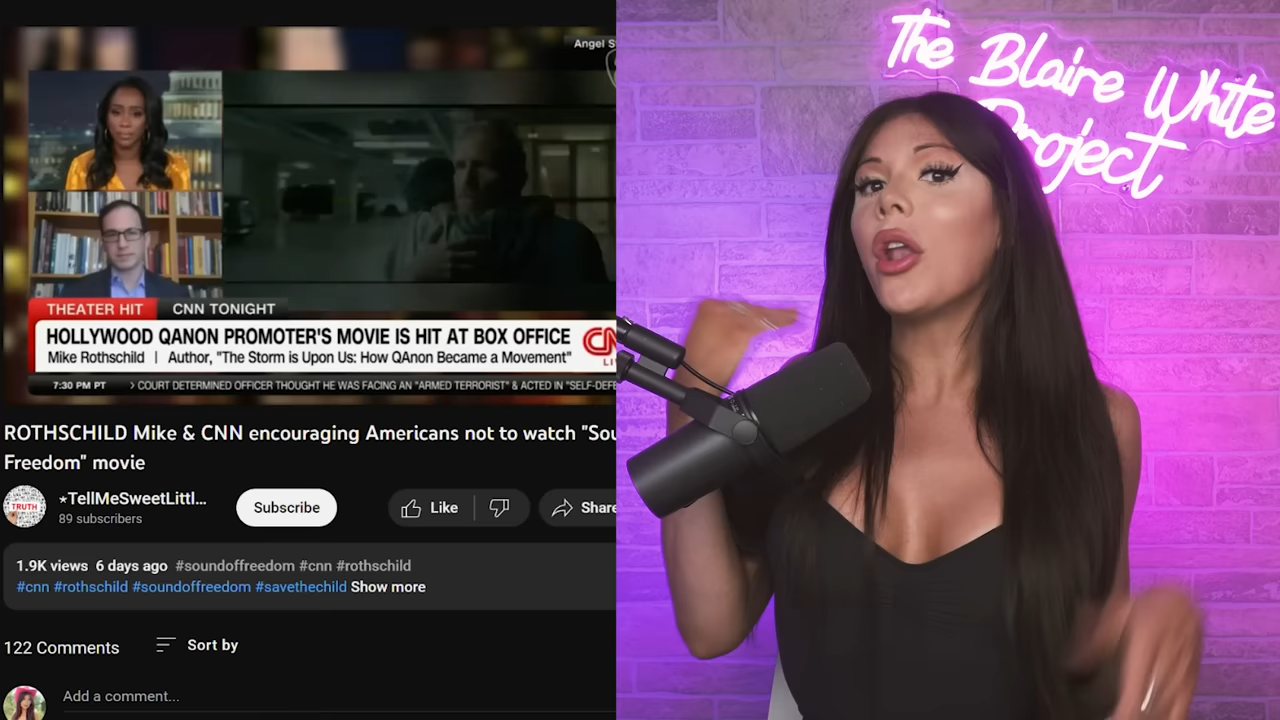 Angel S
THEATER HIT CNN TONIGHT
HOLLYWOOD QANON PROMOTER'S MOVIE IS HIT AT BOX OFFICE
Mike Rothschild | Author, "The Storm is Upon Us: How QAnon Became a Movement"
CN
LI
7:30 PM PT > COURT DETERMINED OFFICER THOUGHT HE WAS FACING AN "ARMED TERRORIST" & ACTED IN "SELF-DEFE
ROTHSCHILD Mike & CNN encouraging Americans not to watch "Sou
Freedom" movie
TRUTH
*TellMeSweetLittl...
89 subscribers
Subscribe
Like
Share
1.9K views 6 days ago #soundoffreedom #cnn #rothschild
#cnn #rothschild #soundoffreedom #savethechild Show more
122 Comments
Sort by
Add a comment...
The Blaire White
Project